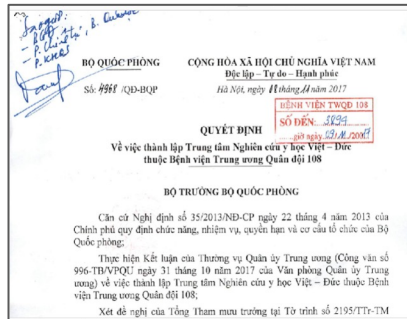 BỘ QUỐC PHÒNG
CỘNG HÒA XÃ HỘI CHỦ NGHĨA VIỆT NAM
Độc lập – Tự do – Hạnh phúc
Số: 4968 /QĐ-BQP
Hà Nội, ngày 08 tháng 11 năm 2017
BỆNH VIỆN TWQĐ 108
SỐ ĐẾN: 3894
giờ ngày 09/11/2017
QUYẾT ĐỊNH
Về việc thành lập Trung tâm Nghiên cứu y học Việt – Đức
thuộc Bệnh viện Trung ương Quân đội 108
BỘ TRƯỞNG BỘ QUỐC PHÒNG
Căn cứ Nghị định số 35/2013/NĐ-CP ngày 22 tháng 4 năm 2013 của
Chính phủ quy định chức năng, nhiệm vụ, quyền hạn và cơ cấu tổ chức của Bộ
Quốc phòng;
Thực hiện Kết luận của Thường vụ Quân ủy Trung ương (Công văn số
996-TB/VPQU ngày 31 tháng 10 năm 2017 của Văn phòng Quân ủy Trung
ương) về việc thành lập Trung tâm Nghiên cứu y học Việt – Đức thuộc Bệnh
viện Trung ương Quân đội 108;
Xét đề nghị của Tổng Tham mưu trưởng tại Tờ trình số 2195/TTr-TM